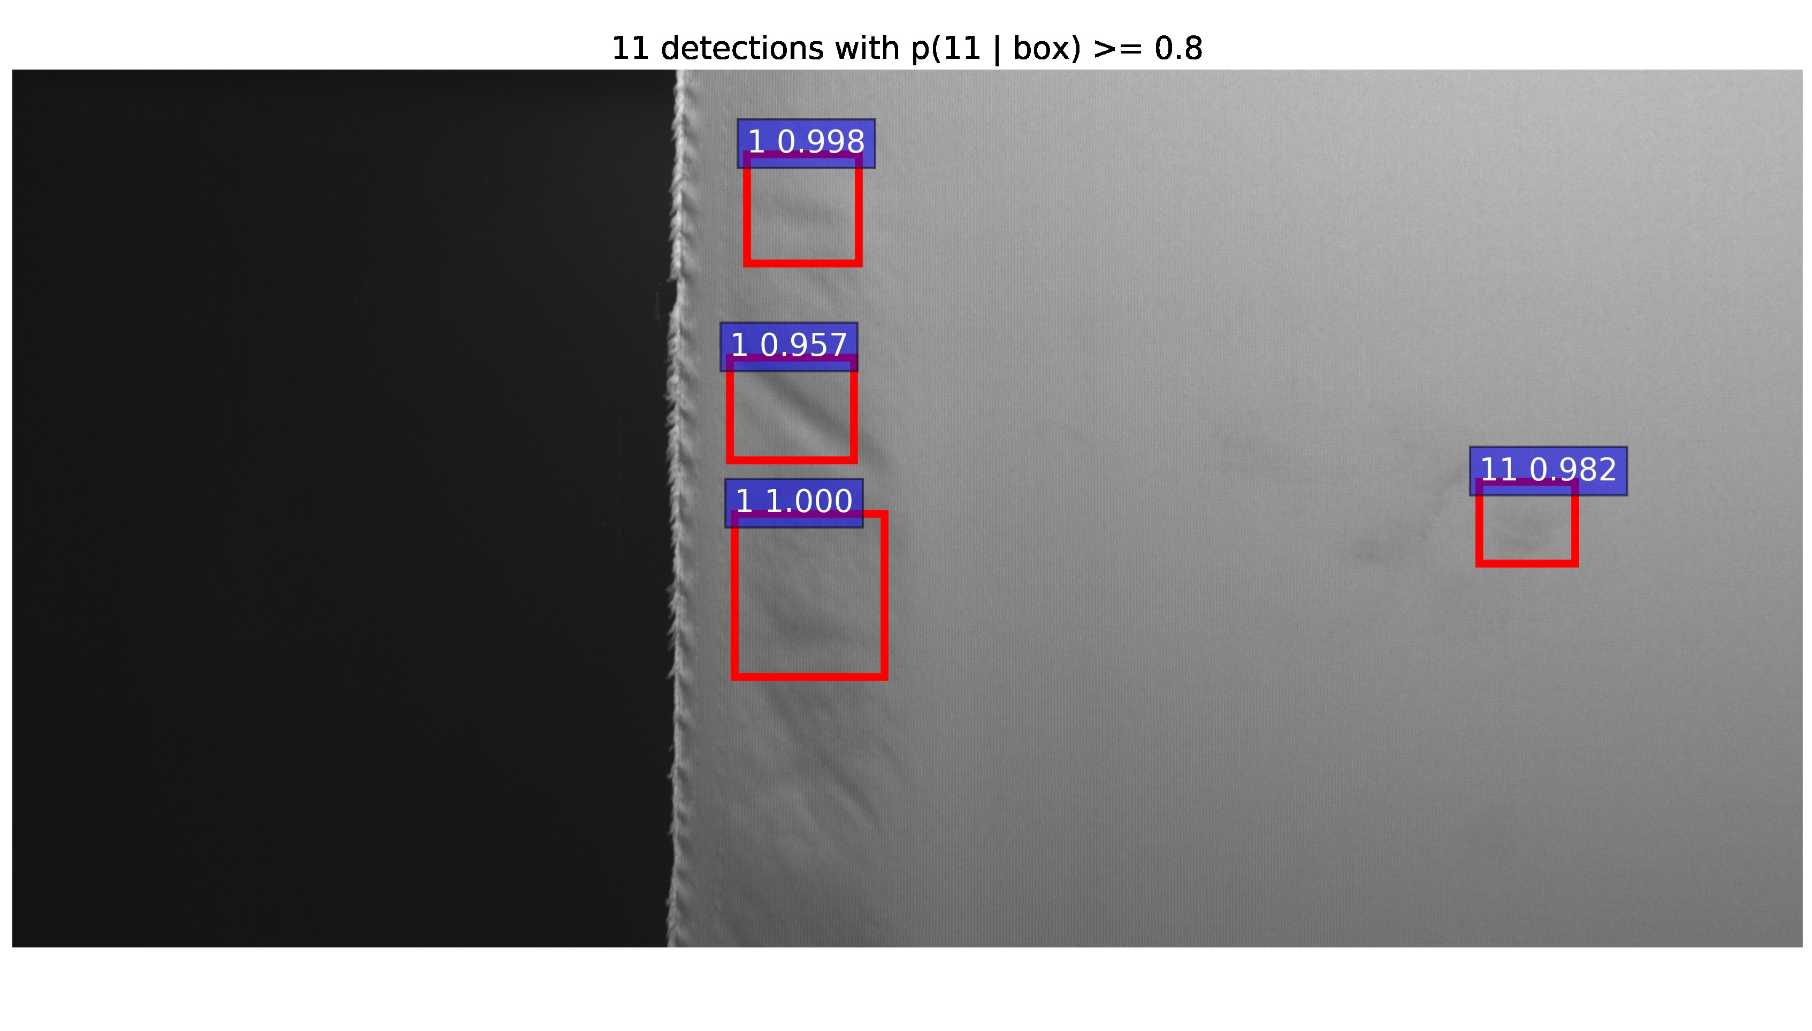 11 detections with p(11 | box) >= 0.8
1 0.998
1 0.957
11 0.982
1 1.000